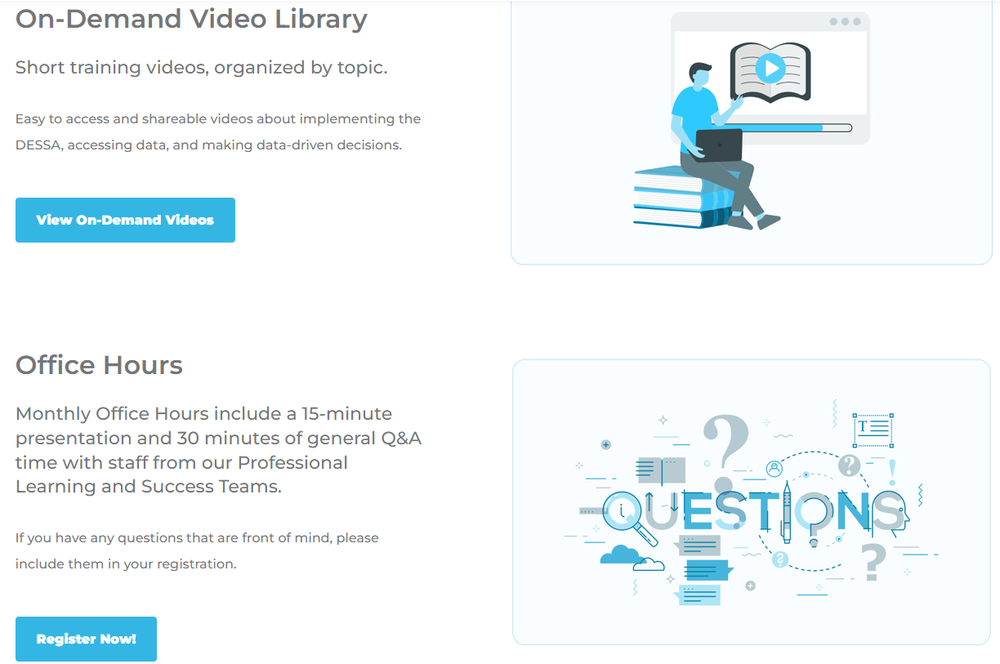 On-Demand Video Library
Short training videos, organized by topic.
Easy to access and shareable videos about implementing the
DESSA, accessing data, and making data-driven decisions.
View On-Demand Videos
Office Hours
Monthly Office Hours include a 15-minute
presentation and 30 minutes of general Q&A
time with staff from our Professional
Learning and Success Teams.
If you have any questions that are front of mind, please
include them in your registration.
Register Now!
?
T
?
!
i
QUESTIONS
?
?